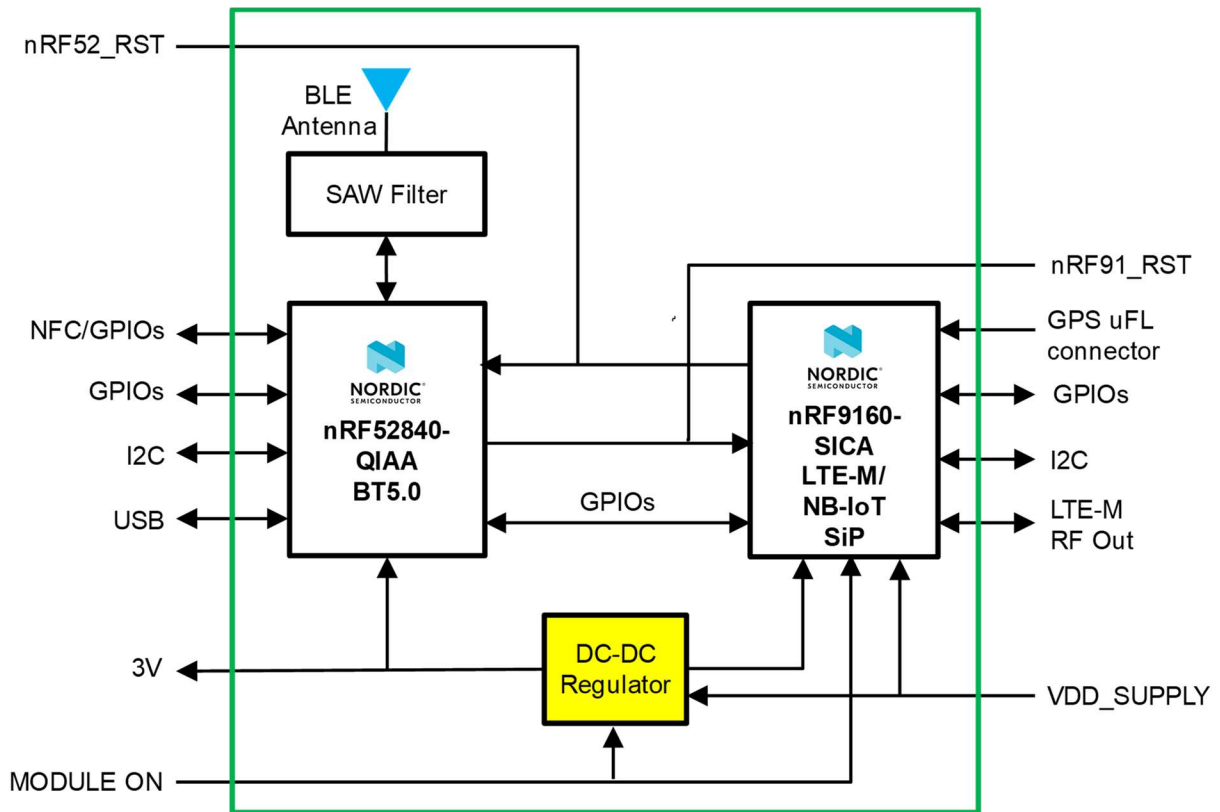 nRF52_RST
BLE
Antenna
SAW Filter
nRF91_RST
NFC/GPIOs
GPIOs
I2C
USB
NORDIC®
SEMICONDUCTOR
nRF52840-
QIAA
BT5.0
GPIOs
NORDIC®
SEMICONDUCTOR
nRF9160-
SICA
LTE-M/
NB-IoT
SiP
GPS uFL
connector
GPIOs
I2C
LTE-M
RF Out
3V
DC-DC
Regulator
VDD_SUPPLY
MODULE ON